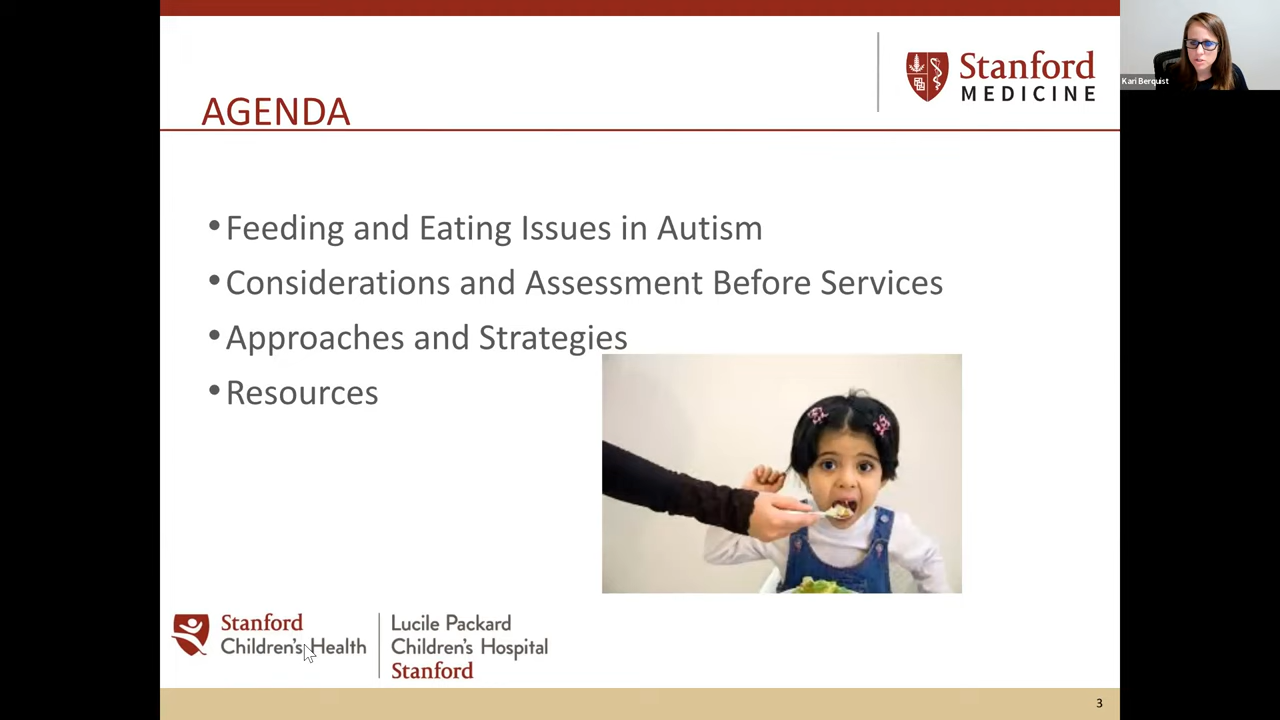 Stanford
MEDICINE
Kari Berquist
AGENDA
•Feeding and Eating Issues in Autism
•Considerations and Assessment Before Services
•Approaches and Strategies
•Resources
Stanford
Children's Health
Lucile Packard
Children's Hospital
Stanford
3